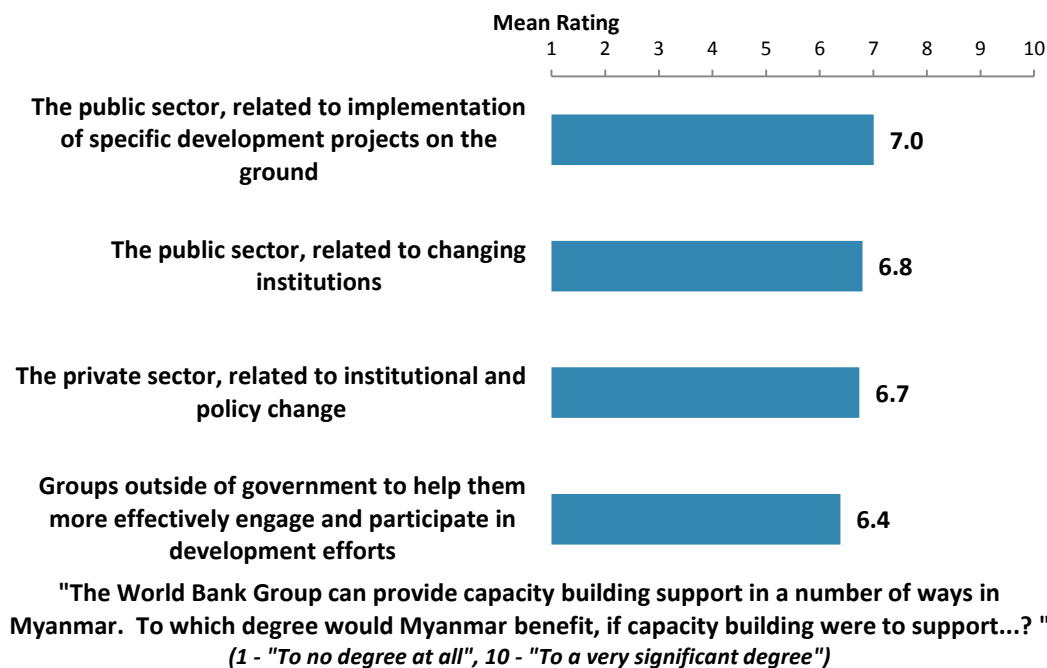 Mean Rating
1 2 3 4 5 6 7 8 9 10
The public sector, related to implementation
of specific development projects on the
ground
7.0
The public sector, related to changing
institutions
6.8
The private sector, related to institutional and
policy change
6.7
Groups outside of government to help them
more effectively engage and participate in
development efforts
6.4
"The World Bank Group can provide capacity building support in a number of ways in
Myanmar. To which degree would Myanmar benefit, if capacity building were to support...? "
(1 - "To no degree at all", 10 - "To a very significant degree")